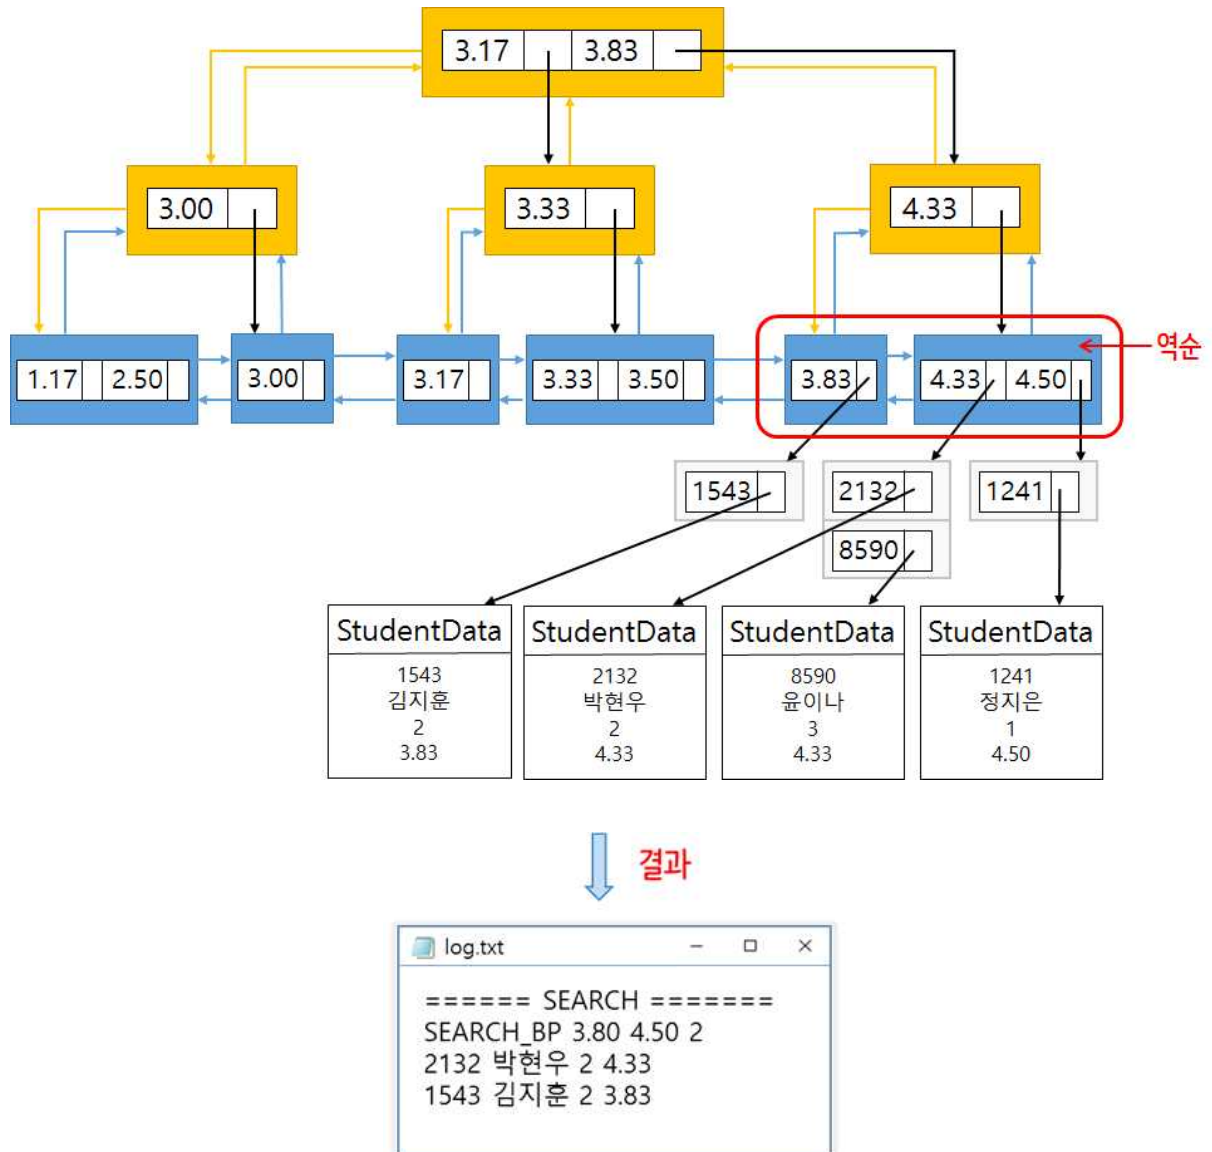 3.17 3.83
3.00 3.33 4.33
역순
1.17 2.50 3.00 3.17 3.33 3.50 3.83 4.33 4.50
1543 2132 1241
8590
StudentData
1543
김지훈
2
3.83
StudentData
2132
박현우
2
4.33
StudentData
8590
윤이나
3
4.33
StudentData
1241
정지은
1
4.50
결과
log.txt
====== SEARCH =======
SEARCH_BP 3.80 4.50 2
2132 박현우 2 4.33
1543 김지훈 2 3.83